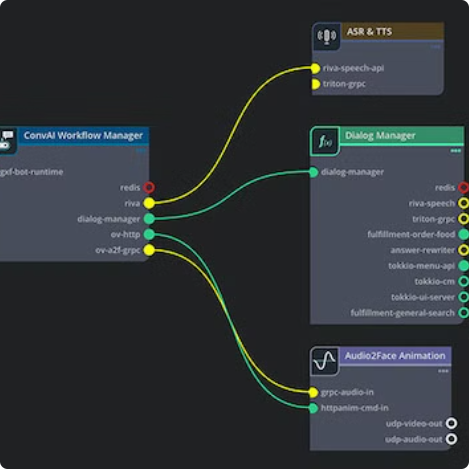 ASR & TTS
riva-speech-api
triton-grpc
ConvAI Workflow Manager
gxf-bot-runtime
redis
riva
dialog-manager
ov-http
ov-a2f-grpc
Dialog Manager
f(x)
dialog-manager
redis
riva-speech
triton-grpc
fulfillment-order-food
answer-rewriter
tokkio-menu-api
tokkio-cm
tokkio-ui-server
fulfillment-general-search
Audio2Face Animation
grpc-audio-in
httpanim-cmd-in
udp-video-out
udp-audio-out